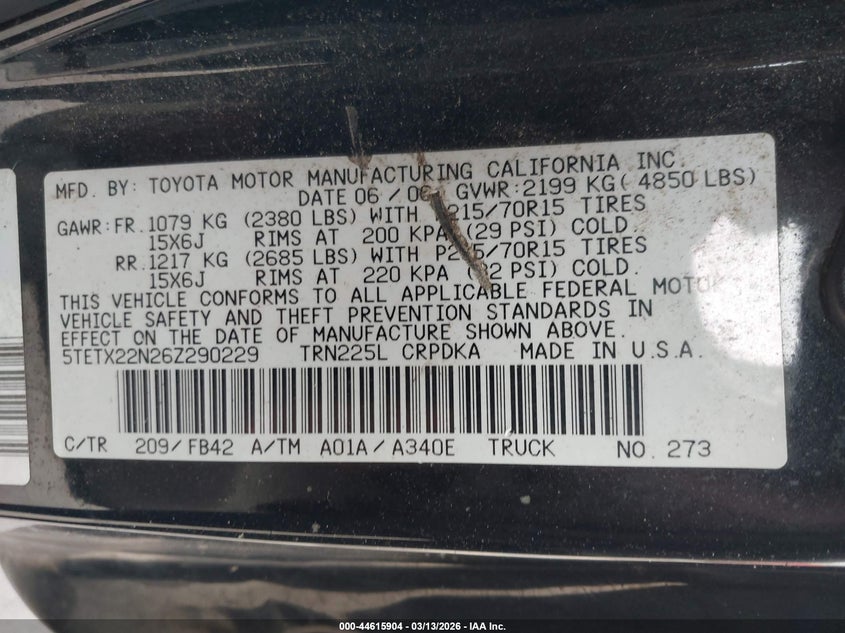 MFD. BY: TOYOTA MOTOR MANUFACTURING CALIFORNIA INC.
DATE 06 / GVWR: 2199 KG ( 4850 LBS)
GAWR: FR. 1079 KG (2380 LBS) WITH 215/70R15 TIRES
15X6J RIMS AT 200 KPA (29 PSI) COLD.
RR. 1217 KG (2685 LBS) WITH TIRES
15X6J RIMS AT 220 KPA PSI) COLD.
THIS VEHICLE CONFORMS TO ALL APPLICABLE FEDERAL
VEHICLE SAFETY AND THEFT PREVENTION STANDARDS IN
EFFECT ON THE DATE OF MANUFACTURE SHOWN ABOVE.
5TETX22N26Z290229 TRN225L CRPDKA MADE IN U.S.A.
C/TR 209/FB42 A/TM A01A/A340E TRUCK NO. 273
000-44615904 - 03/13/2026 - IAA Inc.